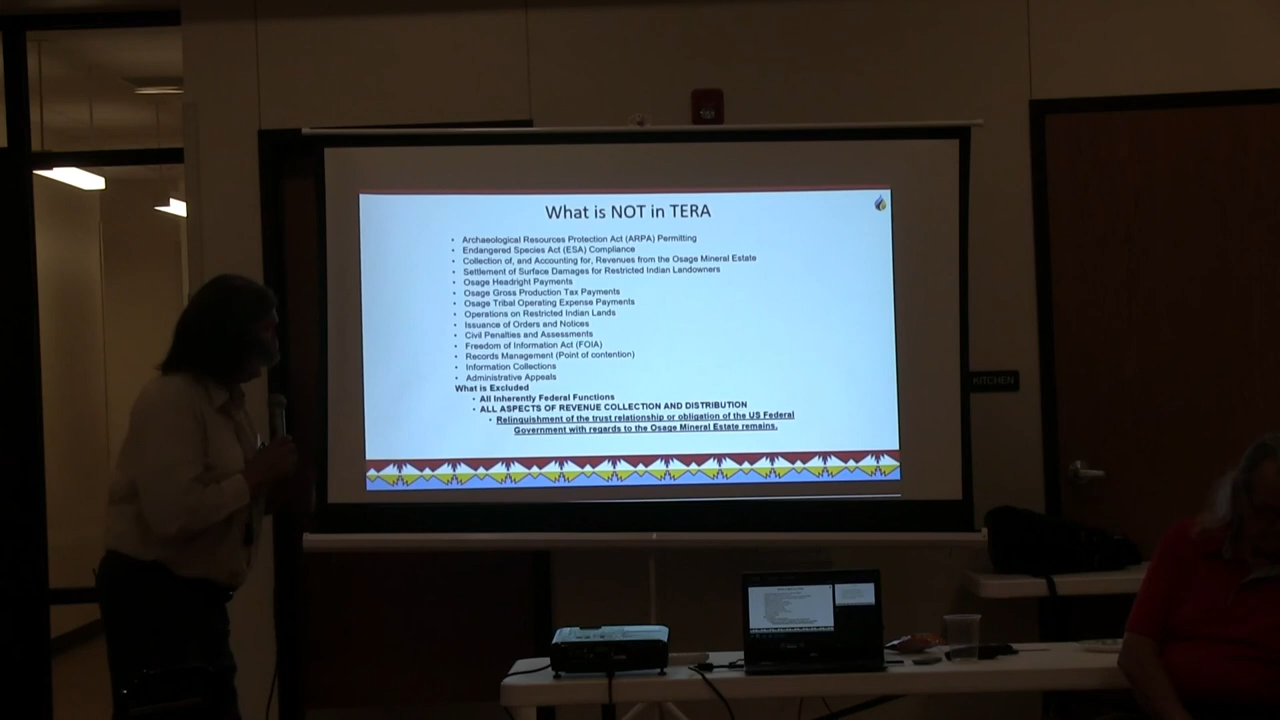 What is NOT in TERA
• Archaeological Resources Protection Act (ARPA) Permitting
• Endangered Species Act (ESA) Compliance
• Collection of, and Accounting for, Revenues from the Osage Mineral Estate
• Settlement of Surface Damages for Restricted Indian Landowners
• Osage Headright Payments
• Osage Gross Production Tax Payments
• Osage Tribal Operating Expense Payments
• Operations on Restricted Indian Lands
• Issuance of Orders and Notices
• Civil Penalties and Assessments
• Freedom of Information Act (FOIA)
• Records Management (Point of contention)
• Information Collections
• Administrative Appeals
What is Excluded
• All Inherently Federal Functions
• ALL ASPECTS OF REVENUE COLLECTION AND DISTRIBUTION
• Relinquishment of the trust relationship or obligation of the US Federal
Government with regards to the Osage Mineral Estate remains.
KITCHEN